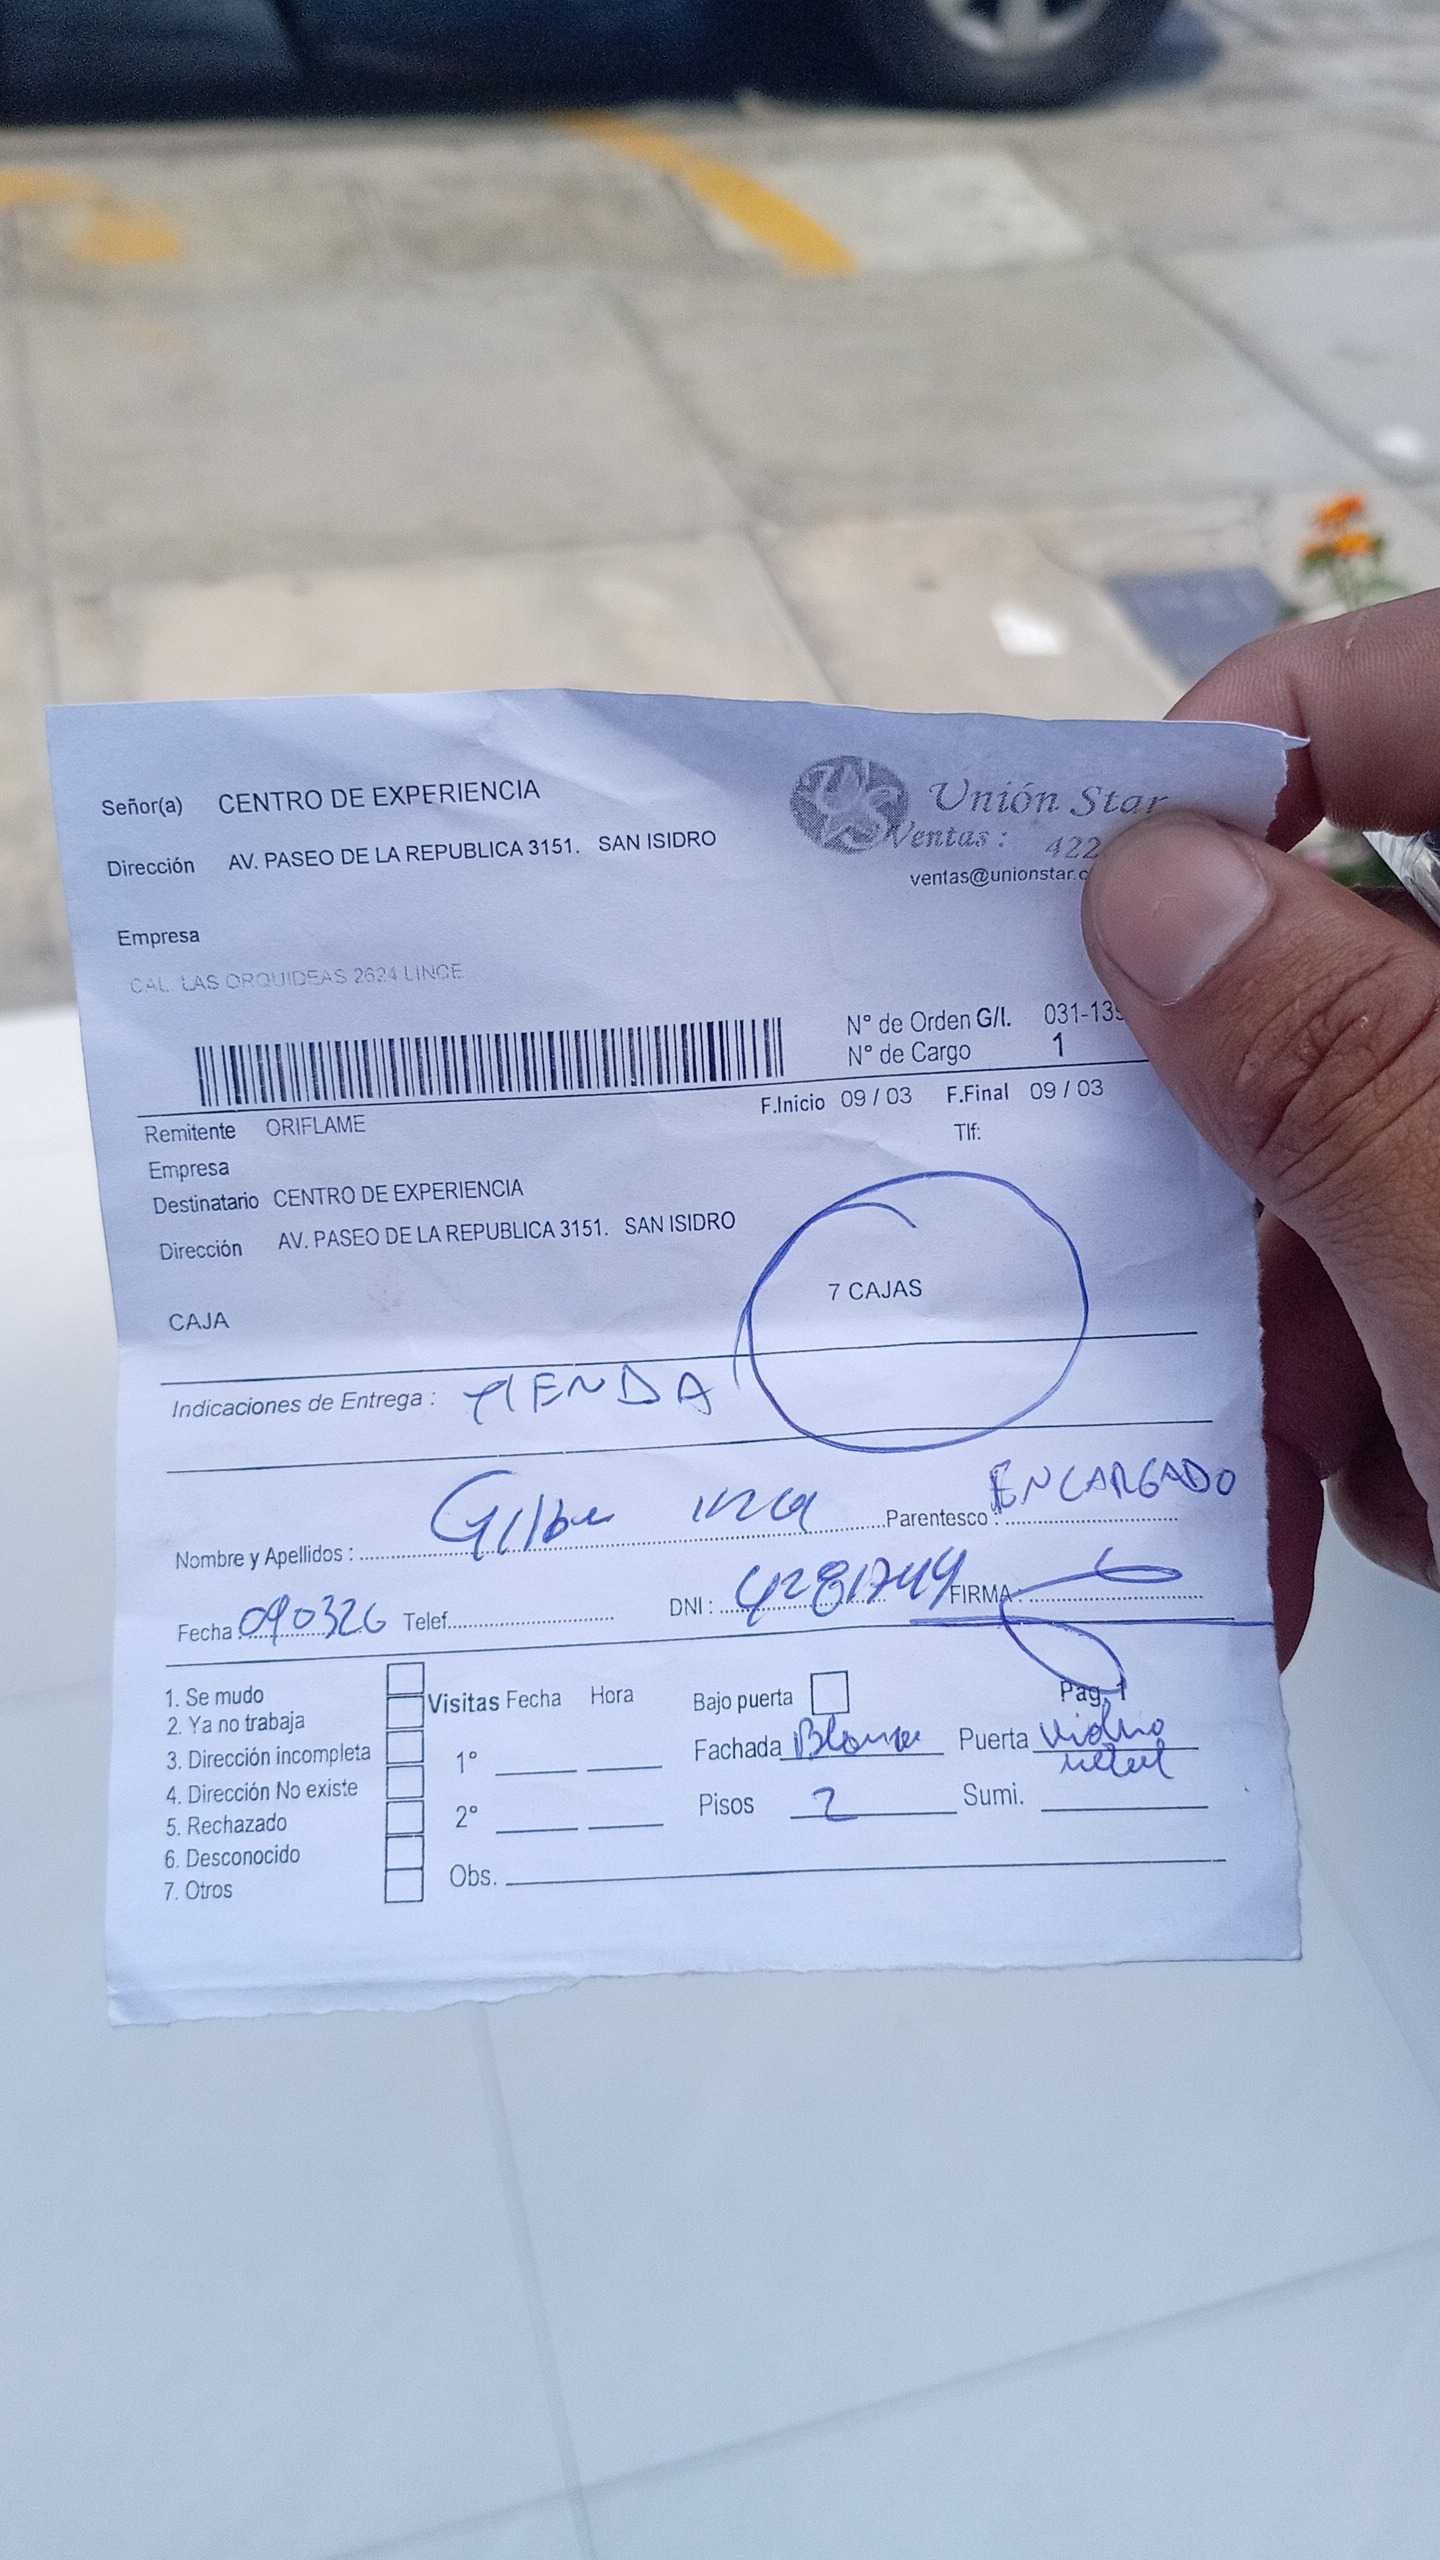 Señor(a) CENTRO DE EXPERIENCIA
Dirección AV. PASEO DE LA REPUBLICA 3151. SAN ISIDRO
Unión Star
Ventas : 422
ventas@unionstar.c
Empresa
CAL. LAS ORQUIDEAS 2624 LINCE
N° de Orden G/I. 031-139
N° de Cargo 1
Remitente ORIFLAME
F.Inicio 09 / 03 F.Final 09 / 03
Empresa
Tlf:
Destinatario CENTRO DE EXPERIENCIA
Dirección AV. PASEO DE LA REPUBLICA 3151. SAN ISIDRO
CAJA 7 CAJAS
Indicaciones de Entrega : TIENDA
Nombre y Apellidos : Parentesco : ENCARGADO
Fecha : 090326 Telef. DNI : FIRMA :
Pag. 1
1. Se mudo
2. Ya no trabaja
3. Dirección incompleta
4. Dirección No existe
5. Rechazado
6. Desconocido
7. Otros
Visitas Fecha Hora
1°
2°
Obs.
Bajo puerta
Fachada Puerta vidrio
Pisos 2 Sumi.